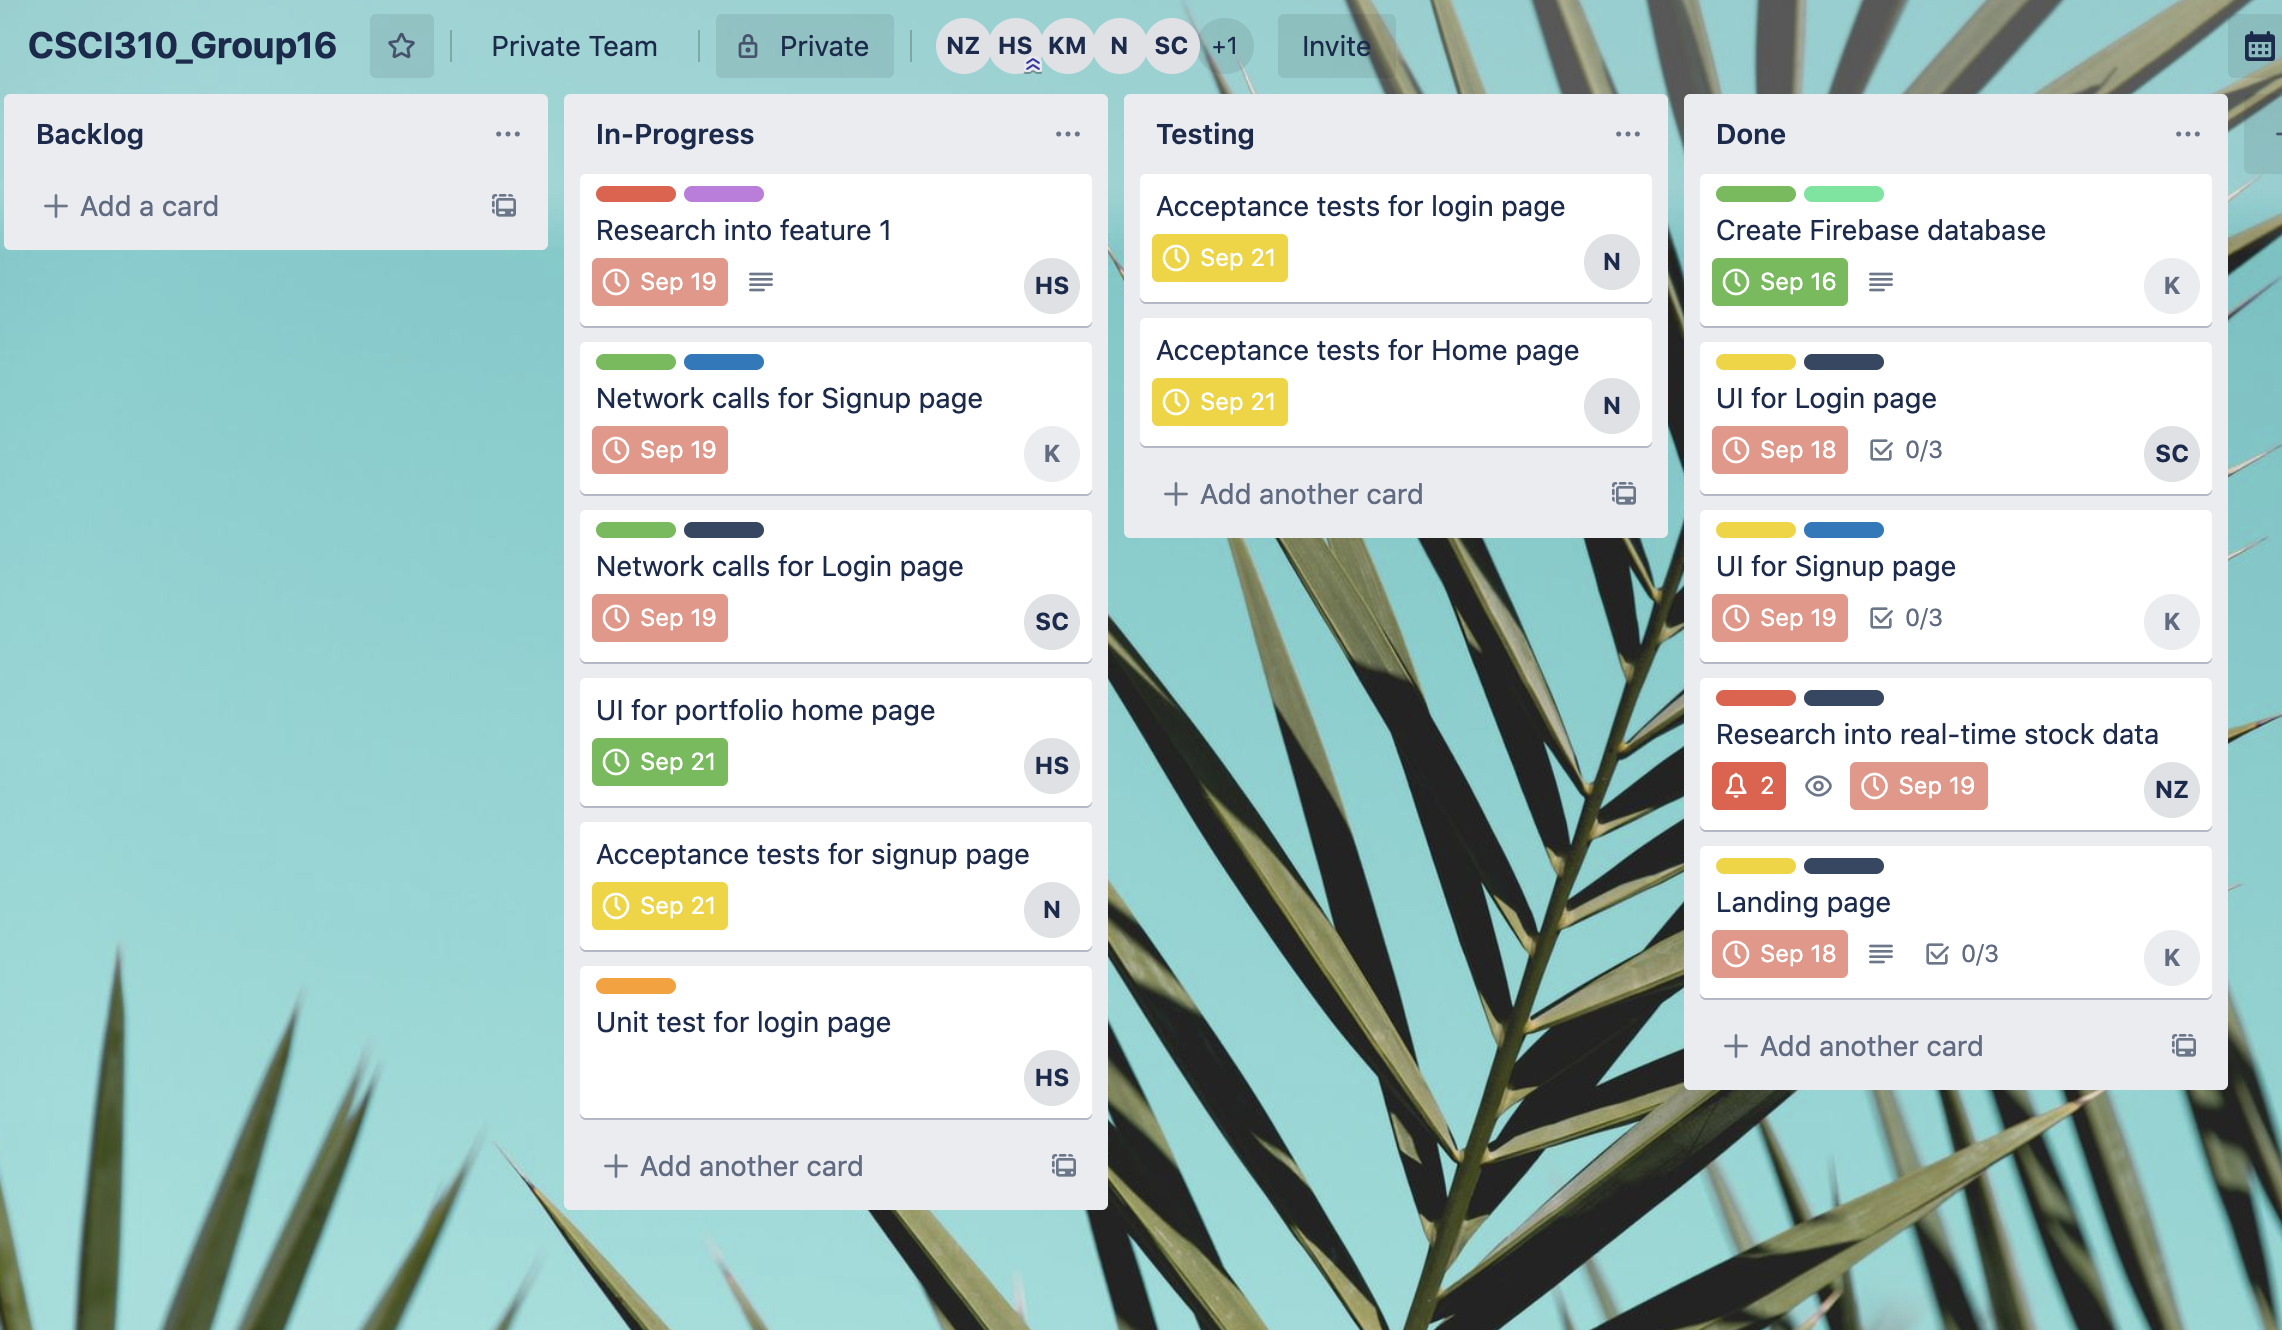 CSCI310_Group16
Private Team
Private
NZ HS KM N SC +1
Invite
Backlog
Add a card
In-Progress
Research into feature 1
Sep 19
HS
Network calls for Signup page
Sep 19
K
Network calls for Login page
Sep 19
SC
UI for portfolio home page
Sep 21
HS
Acceptance tests for signup page
Sep 21
N
Unit test for login page
HS
Add another card
Testing
Acceptance tests for login page
Sep 21
N
Acceptance tests for Home page
Sep 21
N
Add another card
Done
Create Firebase database
Sep 16
K
UI for Login page
Sep 18 0/3
SC
UI for Signup page
Sep 19 0/3
K
Research into real-time stock data
2 Sep 19
NZ
Landing page
Sep 18 0/3
K
Add another card